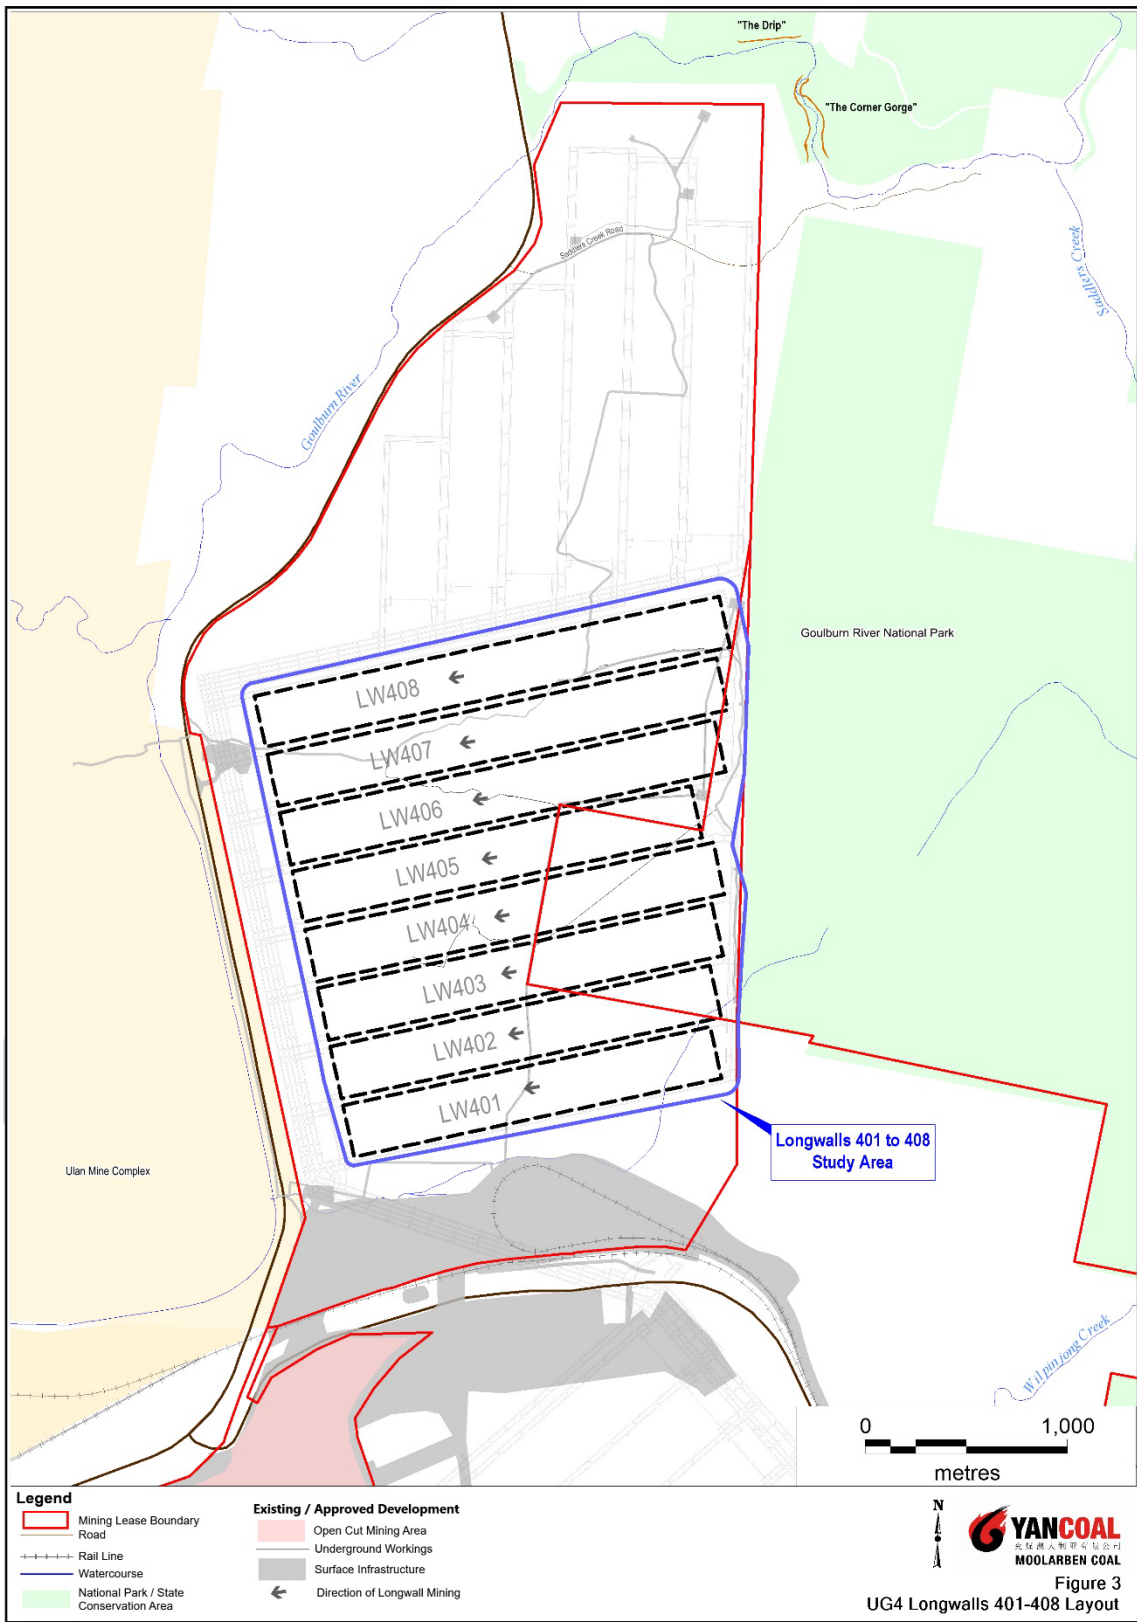 "The Drip"
"The Corner Gorge"
Saddlers Creek Road
Saddlers Creek
Goulburn River
Goulburn River National Park
LW408
LW407
LW406
LW405
LW404
LW403
LW402
LW401
Longwalls 401 to 408
Study Area
Ulan Mine Complex
Wilpinjong Creek
0 1,000
metres
Legend
Mining Lease Boundary
Road
Rail Line
Watercourse
National Park / State
Conservation Area
Existing / Approved Development
Open Cut Mining Area
Underground Workings
Surface Infrastructure
Direction of Longwall Mining
N
YANCOAL
MOOLARBEN COAL
Figure 3
UG4 Longwalls 401-408 Layout